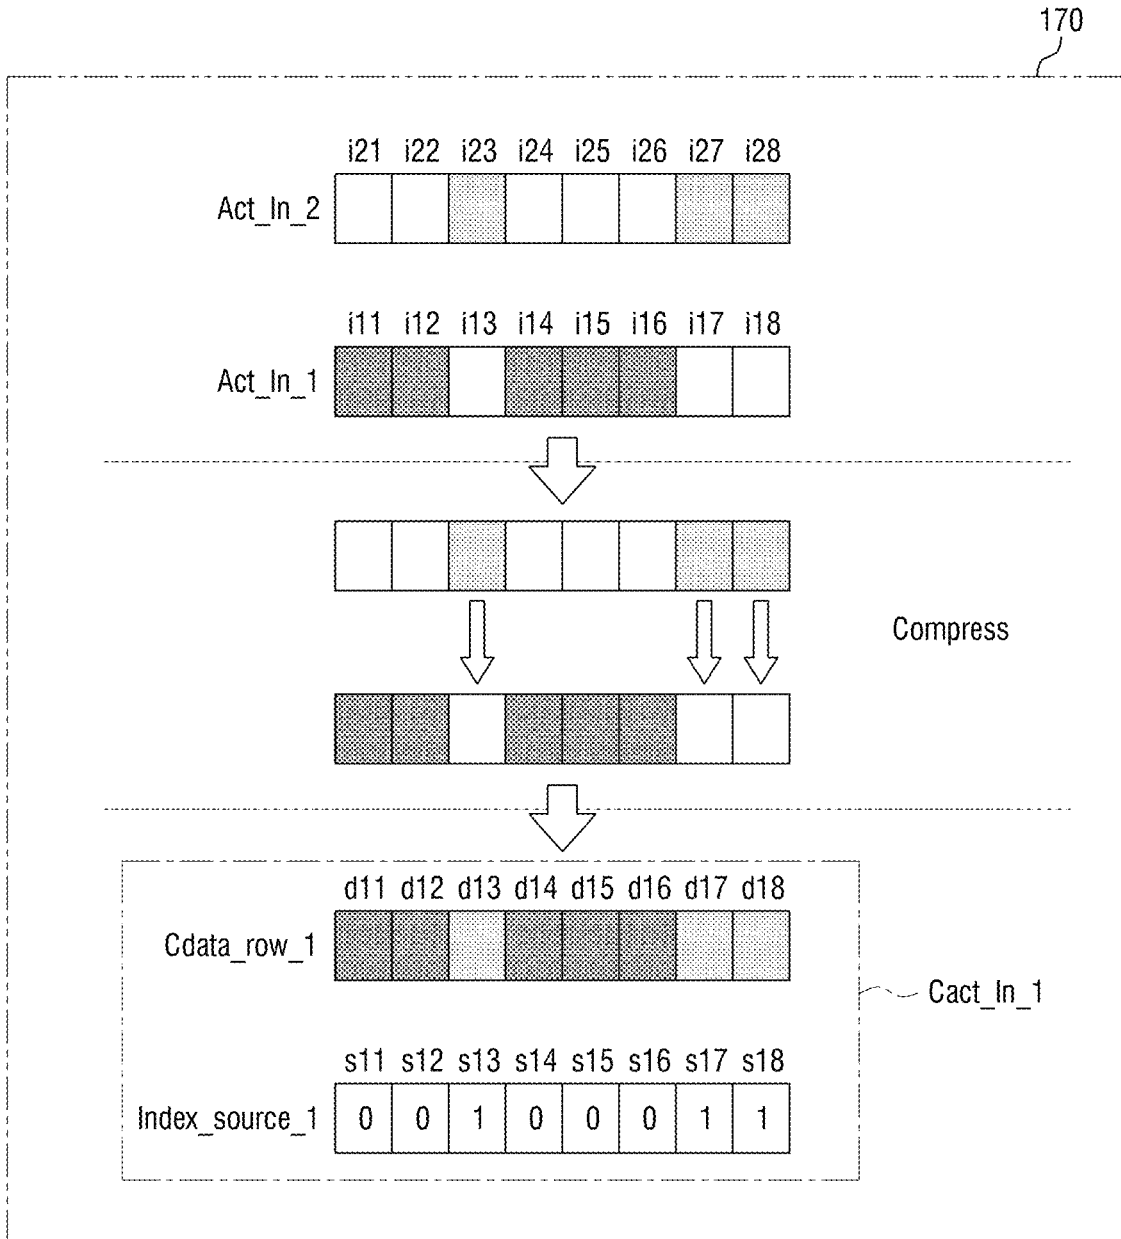 170
i21 i22 i23 i24 i25 i26 i27 i28
Act_In_2
i11 i12 i13 i14 i15 i16 i17 i18
Act_In_1
Compress
d11 d12 d13 d14 d15 d16 d17 d18
Cdata_row_1
Cact_In_1
s11 s12 s13 s14 s15 s16 s17 s18
Index_source_1 0 0 1 0 0 0 1 1